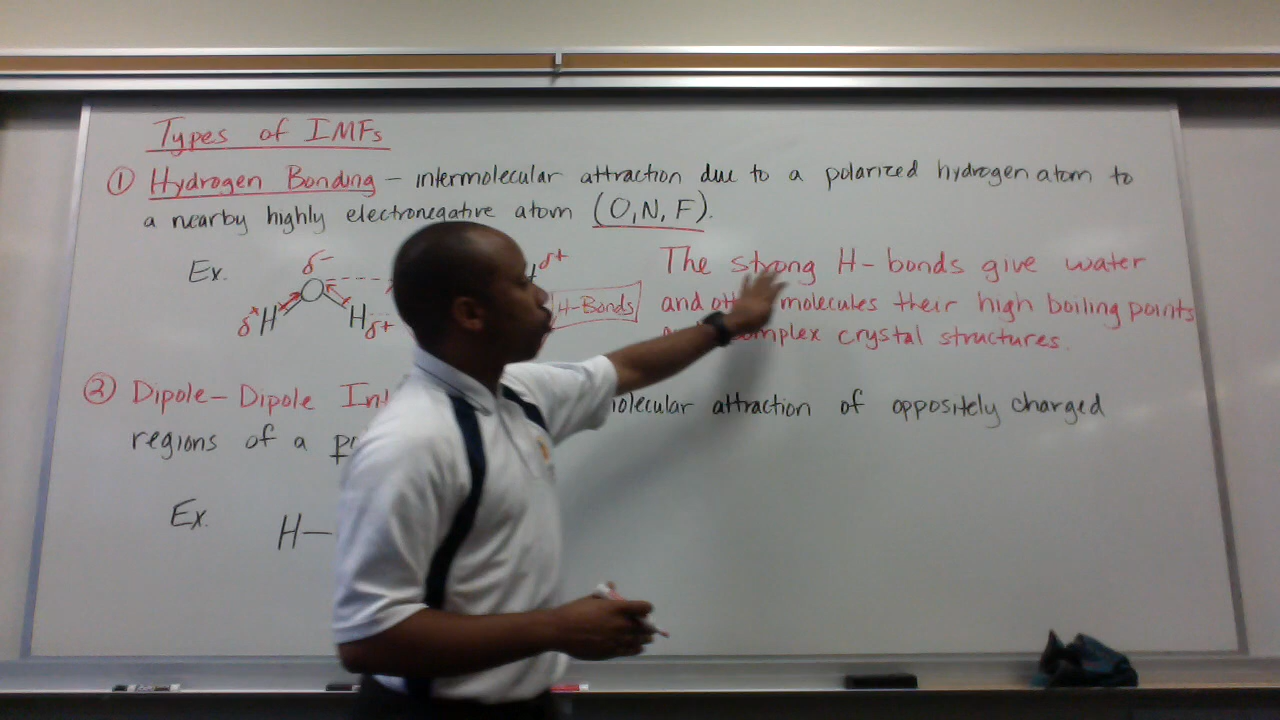 Types of IMFs
① Hydrogen Bonding – intermolecular attraction due to a polarized hydrogen atom to
a nearby highly electronegative atom (O, N, F).
Ex.
δ-
δ+
O
δ+ H
H δ+
H-Bonds
The strong H-bonds give water
and molecules their high boiling points
complex crystal structures.
② Dipole-Dipole
attraction of oppositely charged
regions of a
Ex.
H—